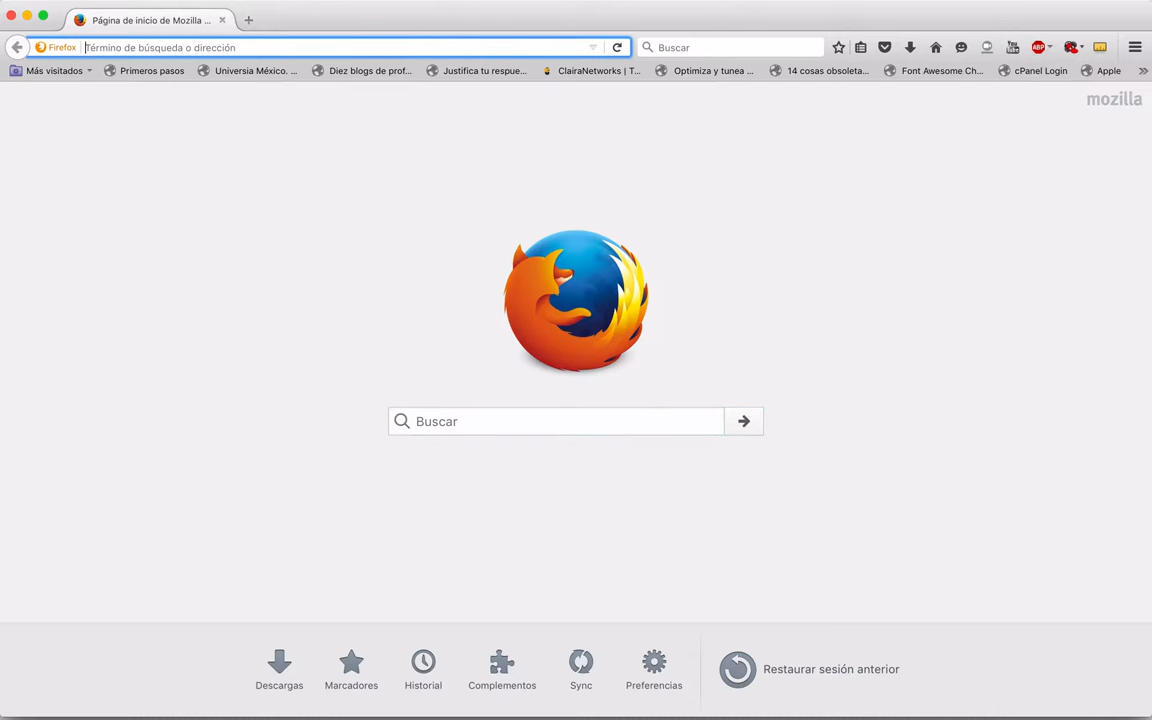 Página de inicio de Mozilla ...
Firefox Término de búsqueda o dirección Buscar ABP
Más visitados Primeros pasos Universia México. ... Diez blogs de prof... Justifica tu respue... ClairaNetworks | T... Optimiza y tunea ... 14 cosas obsoleta... Font Awesome Ch... cPanel Login Apple
mozilla
Buscar
Descargas Marcadores Historial Complementos Sync Preferencias Restaurar sesión anterior